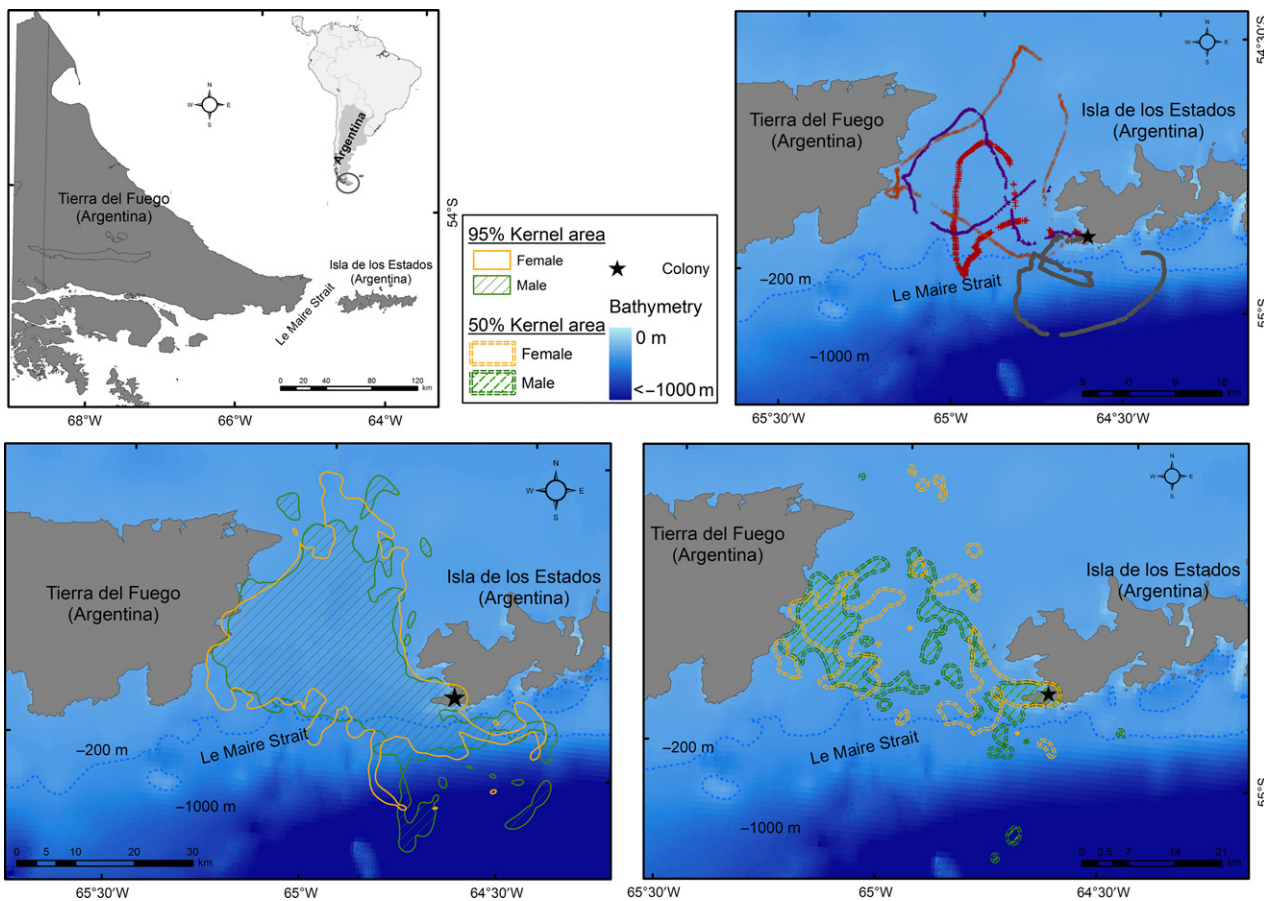 N
W E
S
Argentina
Tierra del Fuego
(Argentina)
Isla de los Estados
(Argentina)
Le Maire Strait
0 20 40 80 120
km
68°W
66°W
64°W
54°S
95% Kernel area
Female
Male
50% Kernel area
Female
Male
Colony
Bathymetry
0 m
<–1000 m
N
W E
S
Tierra del Fuego
(Argentina)
Isla de los Estados
(Argentina)
–200 m
Le Maire Strait
–1000 m
9 0 9 18
km
65°30'W
65°W
64°30'W
54°30'S
55°S
N
W E
S
Tierra del Fuego
(Argentina)
Isla de los Estados
(Argentina)
–200 m
Le Maire Strait
–1000 m
0 5 10 20 30
km
65°30'W
65°W
64°30'W
N
W E
S
Tierra del Fuego
(Argentina)
Isla de los Estados
(Argentina)
–200 m
Le Maire Strait
–1000 m
0 3.5 7 14 21
km
65°30'W
65°W
64°30'W
55°S